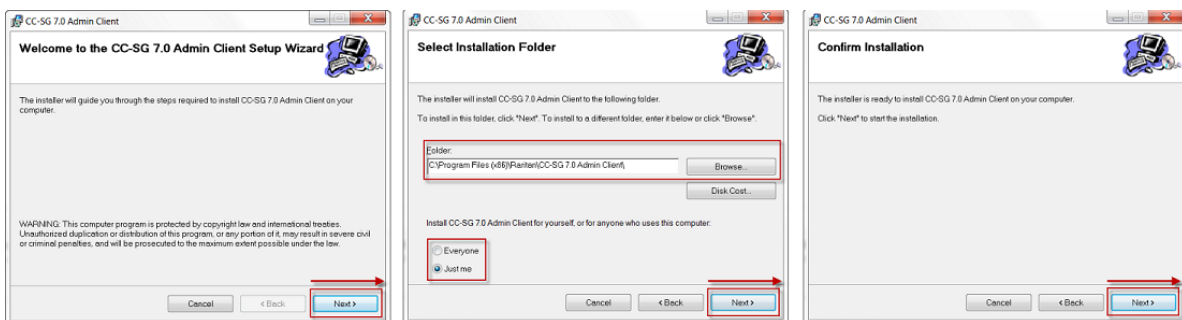 CC-SG 7.0 Admin Client
Welcome to the CC-SG 7.0 Admin Client Setup Wizard
The installer will guide you through the steps required to install CC-SG 7.0 Admin Client on your
computer.
WARNING: This computer program is protected by copyright law and international treaties.
Unauthorized duplication or distribution of this program, or any portion of it, may result in severe civil
or criminal penalties, and will be prosecuted to the maximum extent possible under the law.
Cancel
< Back
Next >
CC-SG 7.0 Admin Client
Select Installation Folder
The installer will install CC-SG 7.0 Admin Client to the following folder.
To install in this folder, click "Next". To install to a different folder, enter it below or click "Browse".
Folder:
C:\Program Files (x86)\Raritan\CC-SG 7.0 Admin Client\
Browse...
Disk Cost...
Install CC-SG 7.0 Admin Client for yourself, or for anyone who uses this computer:
Everyone
Just me
Cancel
< Back
Next >
CC-SG 7.0 Admin Client
Confirm Installation
The installer is ready to install CC-SG 7.0 Admin Client on your computer.
Click "Next" to start the installation.
Cancel
< Back
Next >